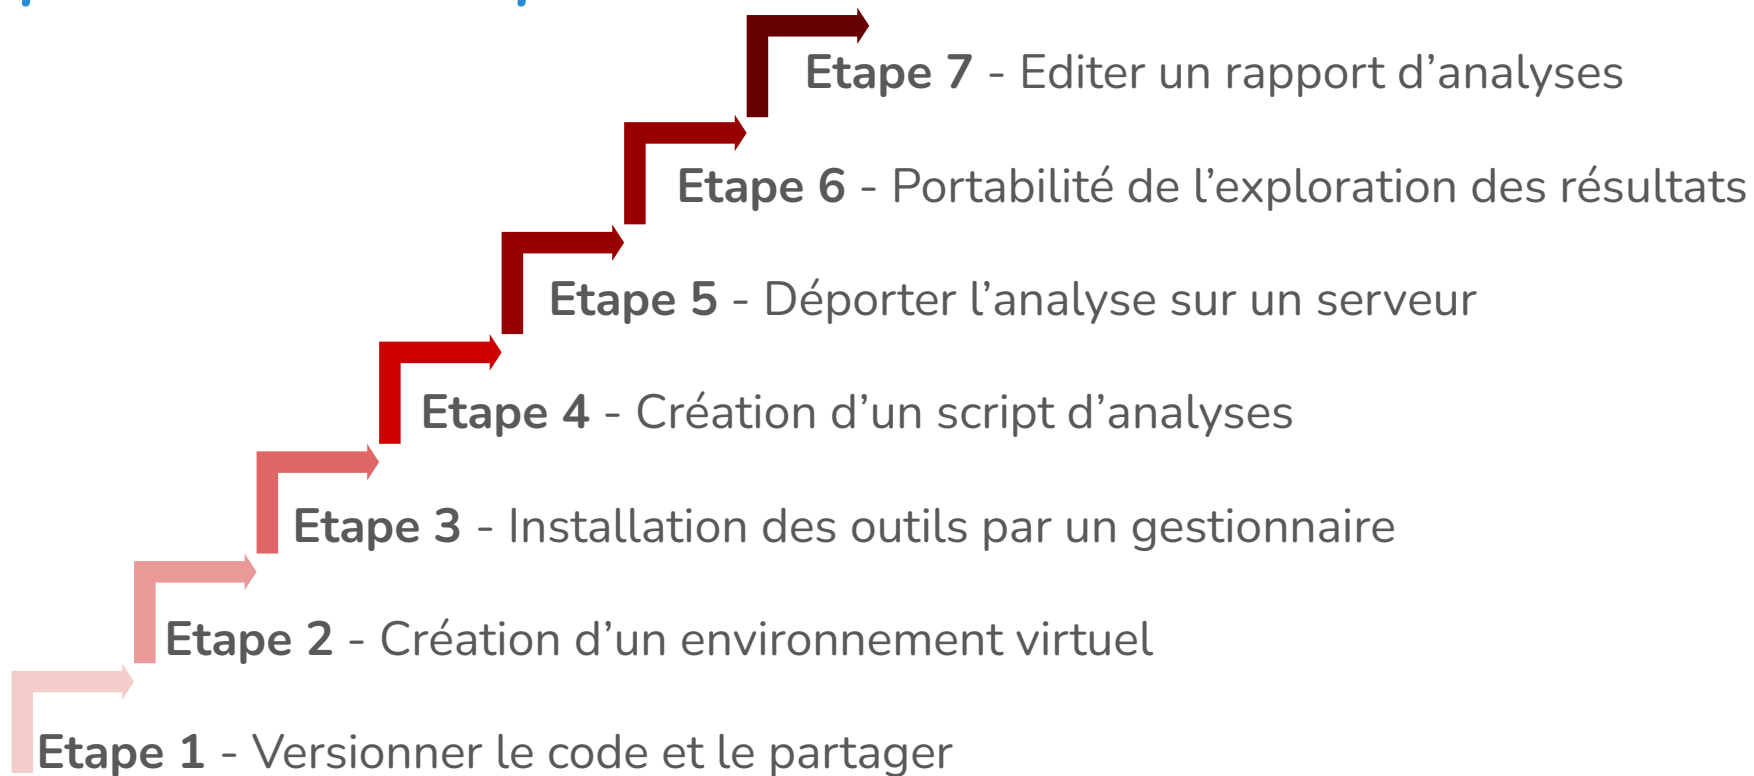 Etape 7 - Editer un rapport d’analyses
Etape 6 - Portabilité de l’exploration des résultats
Etape 5 - Déporter l’analyse sur un serveur
Etape 4 - Création d’un script d’analyses
Etape 3 - Installation des outils par un gestionnaire
Etape 2 - Création d’un environnement virtuel
Etape 1 - Versionner le code et le partager